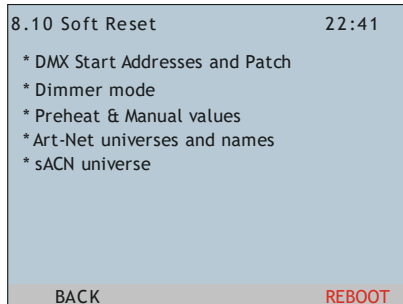 8.10 Soft Reset 22:41
* DMX Start Addresses and Patch
* Dimmer mode
* Preheat & Manual values
* Art-Net universes and names
* sACN universe
BACK REBOOT